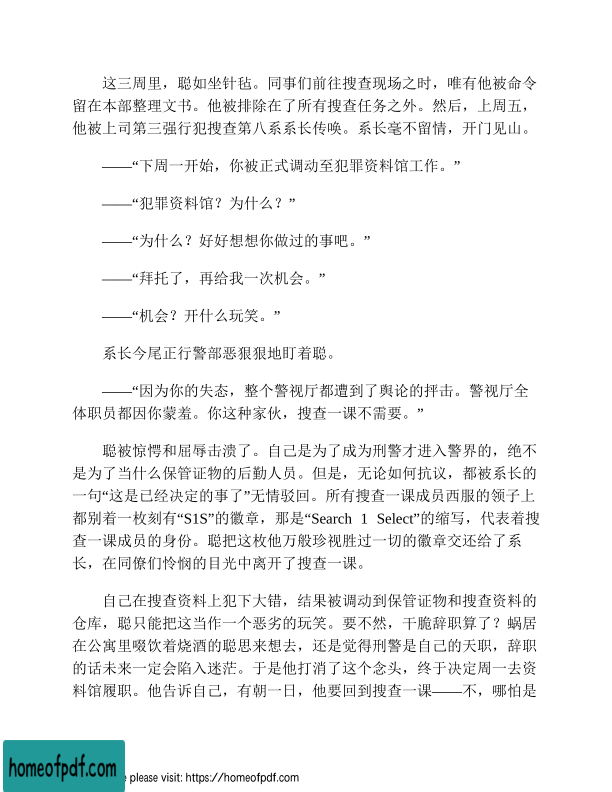 这三周里，聪如坐针毡。同事们前往搜查现场之时，唯有他被命令
留在本部整理文书。他被排除在了所有搜查任务之外。然后，上周五，
他被上司第三强行犯搜查第八系系长传唤。系长毫不留情，开门见山。
——“下周一开始，你被正式调动至犯罪资料馆工作。”
——“犯罪资料馆？为什么？”
——“为什么？好好想想你做过的事吧。”
——“拜托了，再给我一次机会。”
——“机会？开什么玩笑。”
系长今尾正行警部恶狠狠地盯着聪。
——“因为你的失态，整个警视厅都遭到了舆论的抨击。警视厅全
体职员都因你蒙羞。你这种家伙，搜查一课不需要。”
聪被惊愕和屈辱击溃了。自己是为了成为刑警才进入警界的，绝不
是为了当什么保管证物的后勤人员。但是，无论如何抗议，都被系长的
一句“这是已经决定的事了”无情驳回。所有搜查一课成员西服的领子上
都别着一枚刻有“S1S”的徽章，那是“Search 1 Select”的缩写，代表着搜
查一课成员的身份。聪把这枚他万般珍视胜过一切的徽章交还给了系
长，在同僚们怜悯的目光中离开了搜查一课。
自己在搜查资料上犯下大错，结果被调动到保管证物和搜查资料的
仓库，聪只能把这当作一个恶劣的玩笑。要不然，干脆辞职算了？蜗居
在公寓里啜饮着烧酒的聪思来想去，还是觉得刑警是自己的天职，辞职
的话未来一定会陷入迷茫。于是他打消了这个念头，终于决定周一去资
料馆履职。他告诉自己，有朝一日，他要回到搜查一课——不，哪怕是
homeofpdf.com
e please visit: https://homeofpdf.com